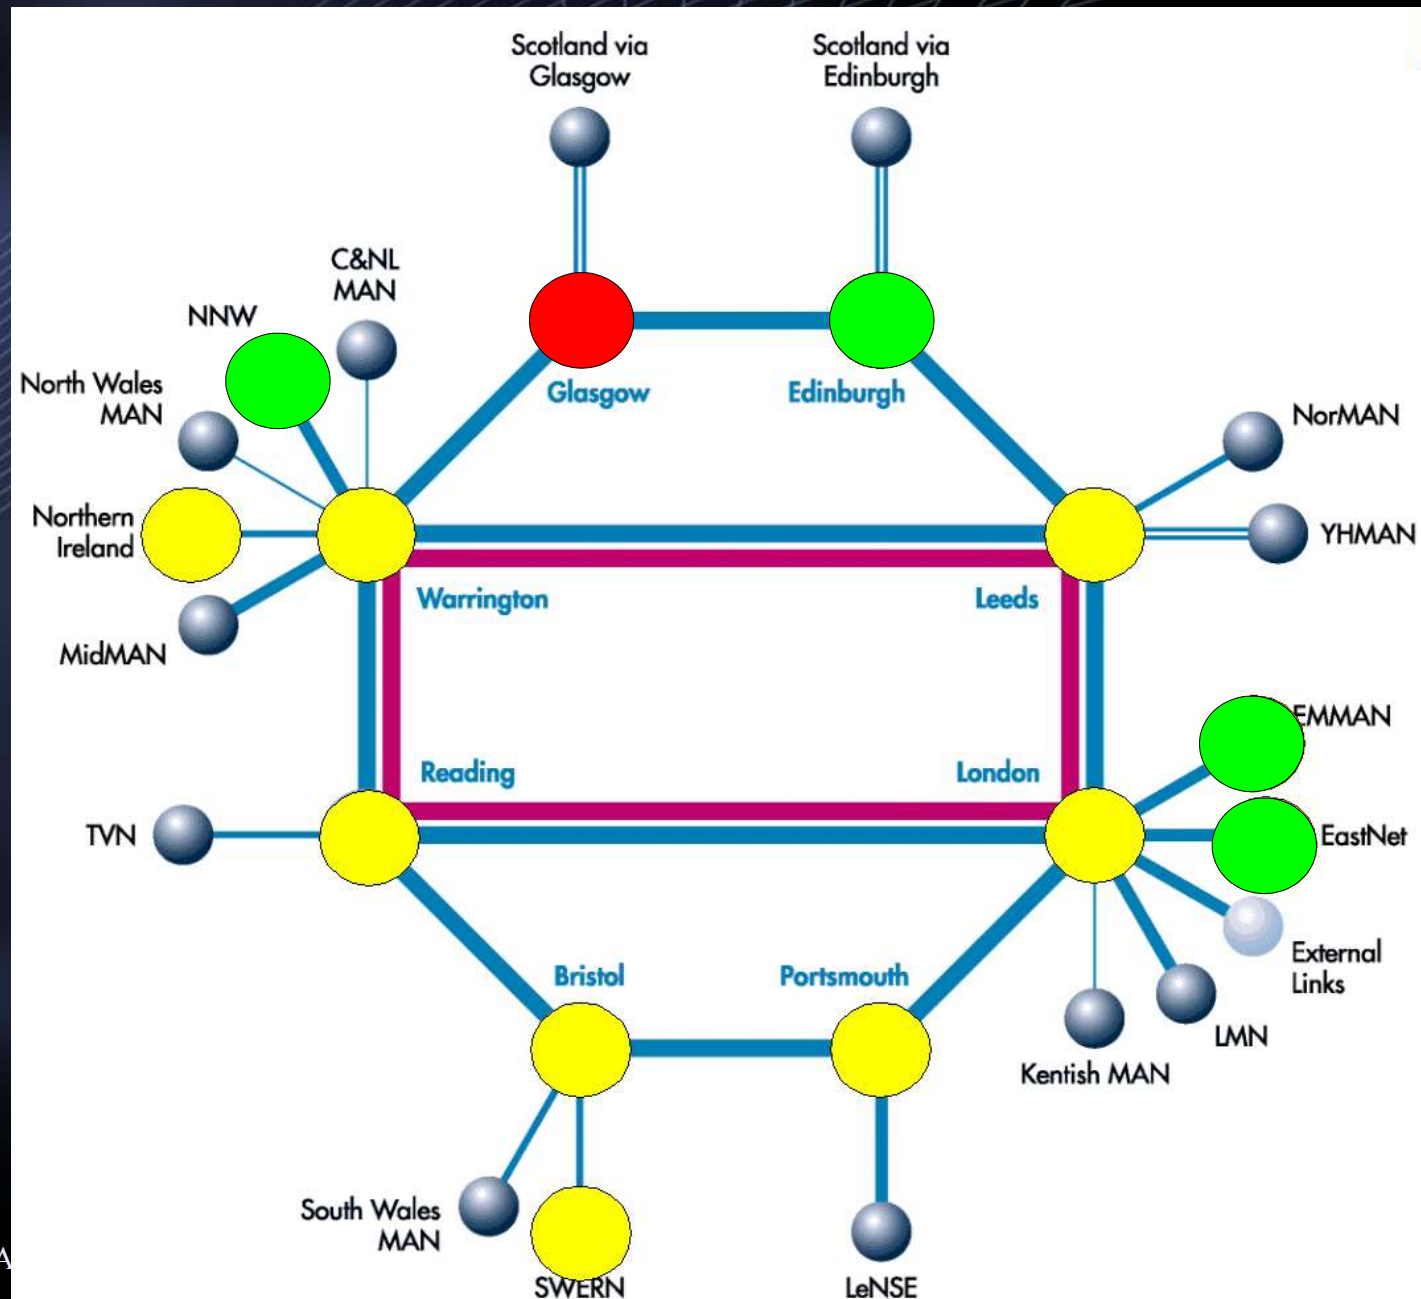 Scotland via
Glasgow
Scotland via
Edinburgh
C&NL
MAN
NNW
North Wales
MAN
Glasgow
Edinburgh
NorMAN
Northern
Ireland
YHMAN
Warrington
Leeds
MidMAN
EMMAN
Reading
London
TVN
EastNet
External
Links
Bristol
Portsmouth
LMN
Kentish MAN
South Wales
MAN
SWERN
LeNSE